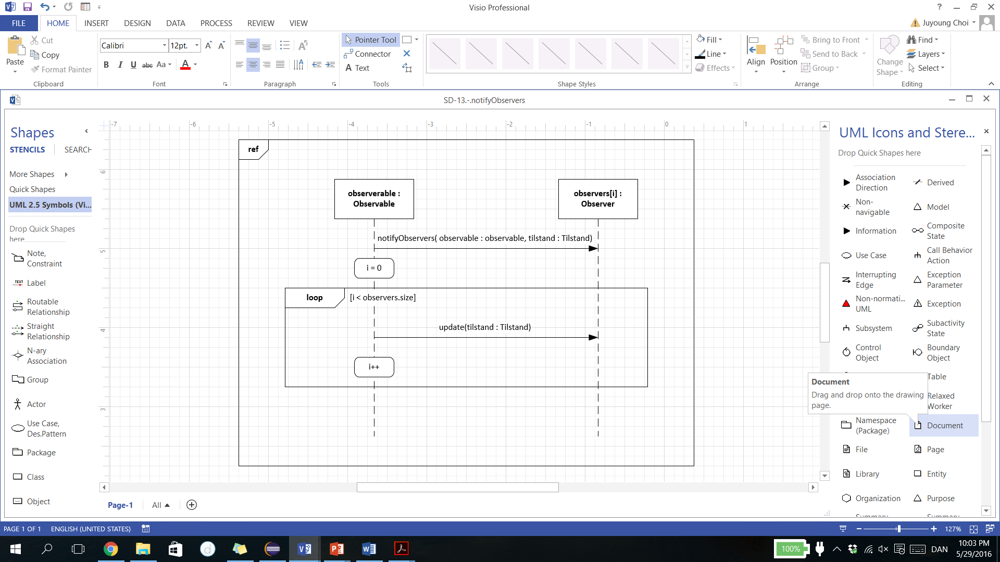 Visio Professional
?
FILE
HOME
INSERT
DESIGN
DATA
PROCESS
REVIEW
VIEW
Juyoung Choi
Paste
Cut
Copy
Format Painter
Clipboard
Calibri
12pt.
B I U abc Aa A
Font
Paragraph
Pointer Tool
Connector
A Text
Tools
Shape Styles
Fill
Line
Effects
Align
Position
Bring to Front
Send to Back
Group
Arrange
Change
Shape
Find
Layers
Select
Editing
SD-13.-.notifyObservers
Shapes
STENCILS
SEARCH
More Shapes
Quick Shapes
UML 2.5 Symbols (Vi...
Drop Quick Shapes
here
Note,
Constraint
TEXT
Label
Routable
Relationship
Straight
Relationship
N-ary
Association
Group
Actor
Use Case,
Des.Pattern
Package
Class
Object
-7 -6 -5 -4 -3 -2 -1 0 1
6
5
4
3
ref
observerable :
Observable
observers[i] :
Observer
notifyObservers( observable : observable, tilstand : Tilstand)
i = 0
loop
[i < observers.size]
update(tilstand : Tilstand)
i++
Page-1
All
UML Icons and Stere...
Drop Quick Shapes here
Association
Direction
Derived
Non-
navigable
Model
Information
Composite
State
Use Case
Call Behavior
Action
Interrupting
Edge
Exception
Parameter
Non-normati...
UML
Exception
Subsystem
Subactivity
State
Control
Object
Boundary
Object
Table
Document
Drag and drop onto the drawing
page.
Relaxed
Worker
Namespace
(Package)
Document
File
Page
Library
Entity
Organization
Purpose
Summary
Summary
PAGE 1 OF 1
ENGLISH (UNITED STATES)
127%
100%
DAN
10:03 PM
5/29/2016